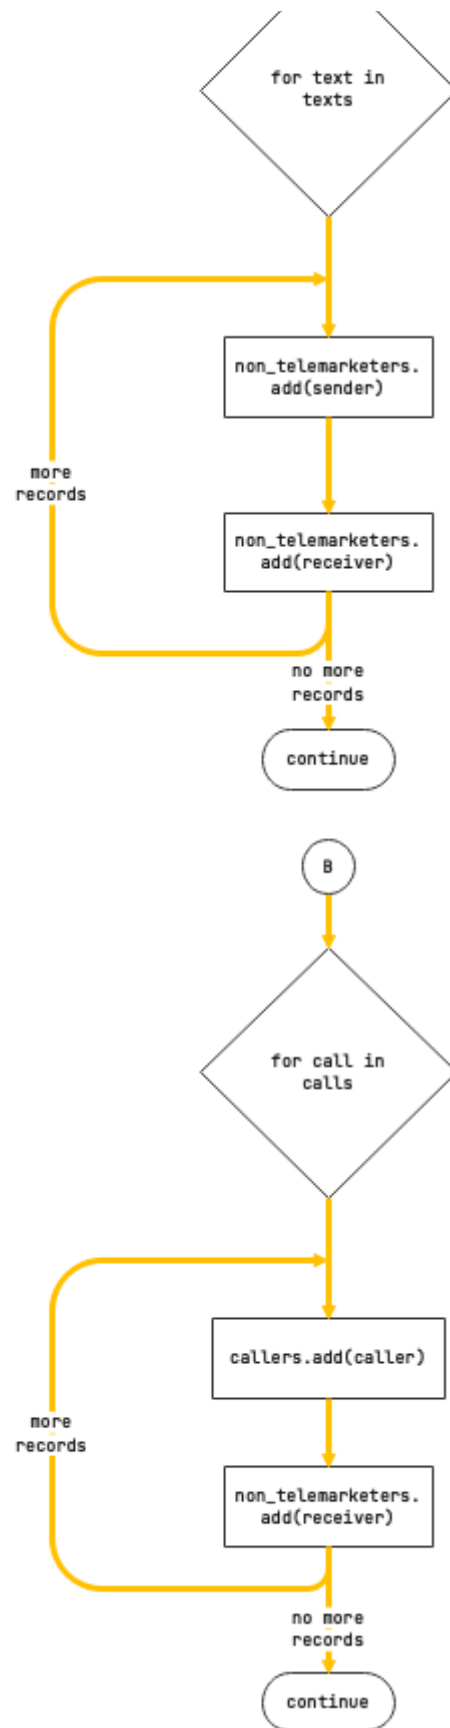 for text in
texts
non_telemarketers.
add(sender)
more
records
non_telemarketers.
add(receiver)
no more
records
continue
B
for call in
calls
callers.add(caller)
more
records
non_telemarketers.
add(receiver)
no more
records
continue